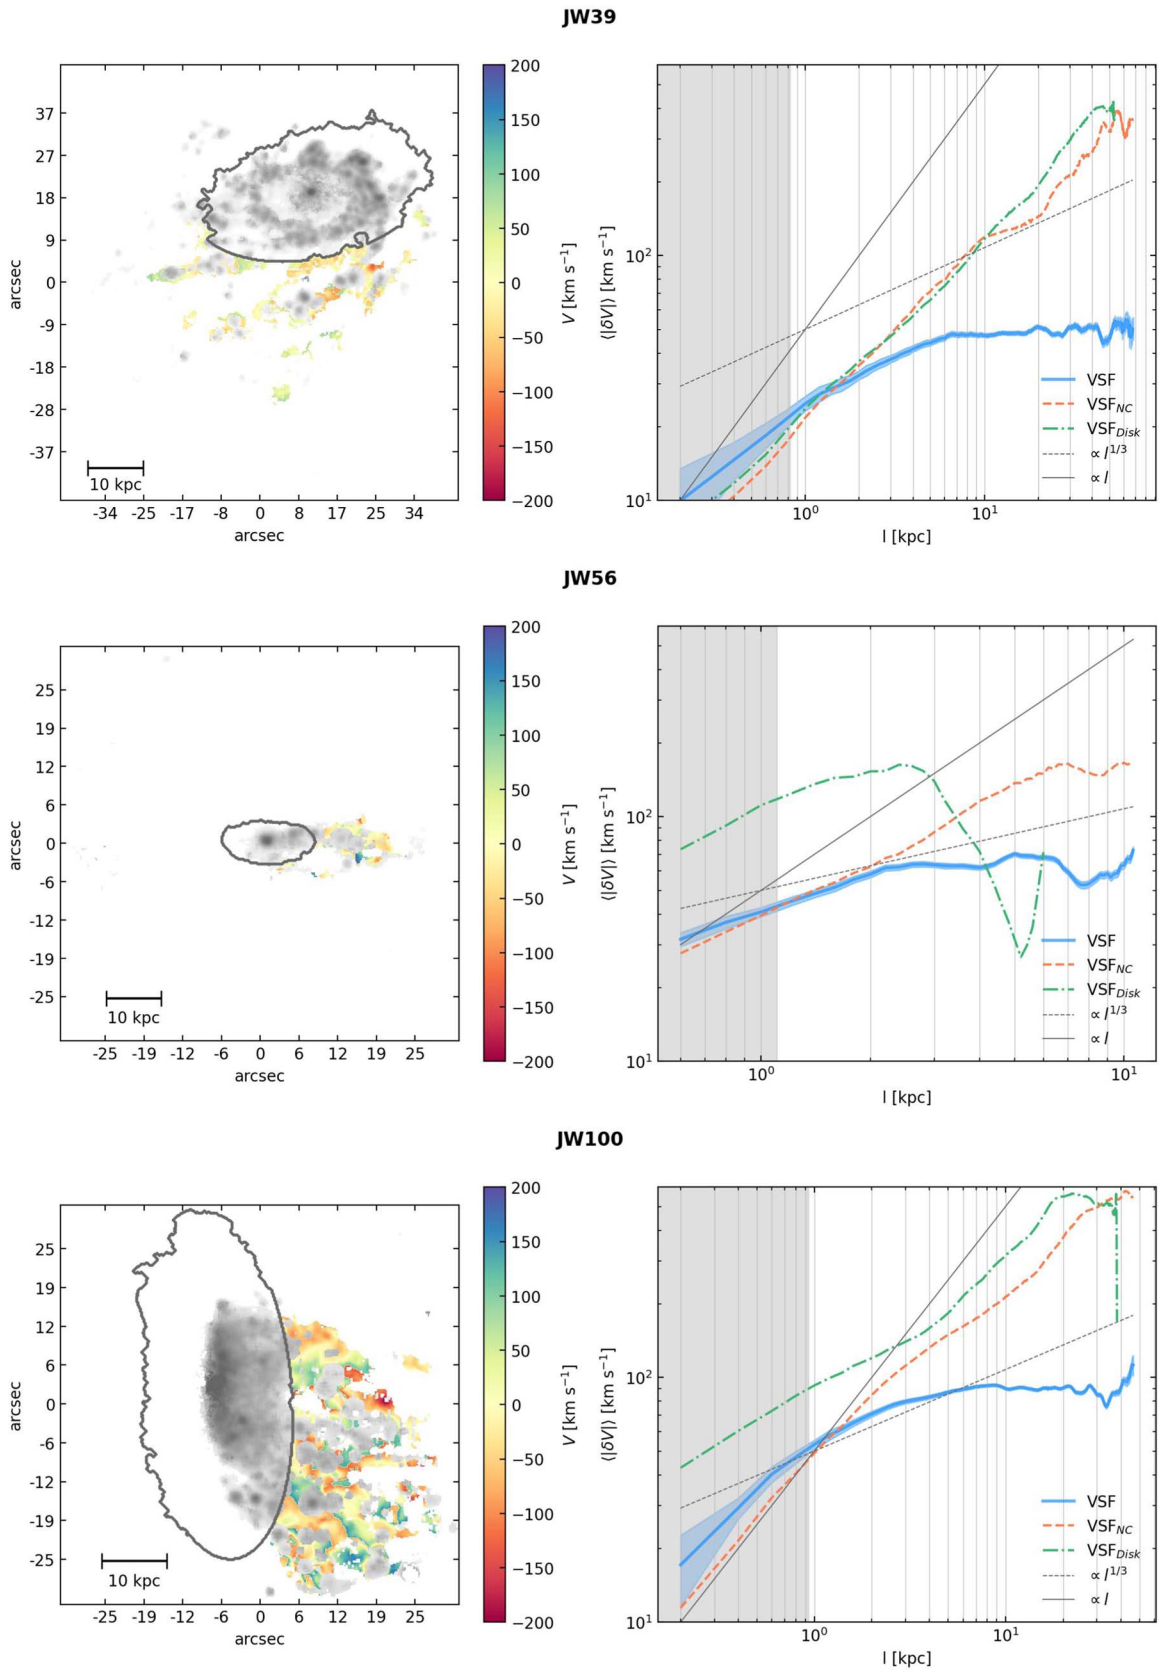 JW39
37
27
18
9
0
-9
-18
-28
-37
arcsec
10 kpc
-34 -25 -17 -8 0 8 17 25 34
arcsec
200
150
100
50
0
−50
−100
−150
−200
V [km s⁻¹]
⟨|δV|⟩ [km s⁻¹]
10²
10¹
10⁰ 10¹
l [kpc]
VSF
VSF_NC
VSF_Disk
∝ l^1/3
∝ l
JW56
25
19
12
6
0
-6
-12
-19
-25
arcsec
10 kpc
-25 -19 -12 -6 0 6 12 19 25
arcsec
200
150
100
50
0
−50
−100
−150
−200
V [km s⁻¹]
⟨|δV|⟩ [km s⁻¹]
10²
10¹
10⁰ 10¹
l [kpc]
VSF
VSF_NC
VSF_Disk
∝ l^1/3
∝ l
JW100
25
19
12
6
0
-6
-12
-19
-25
arcsec
10 kpc
-25 -19 -12 -6 0 6 12 19 25
arcsec
200
150
100
50
0
−50
−100
−150
−200
V [km s⁻¹]
⟨|δV|⟩ [km s⁻¹]
10²
10¹
10⁰ 10¹
l [kpc]
VSF
VSF_NC
VSF_Disk
∝ l^1/3
∝ l